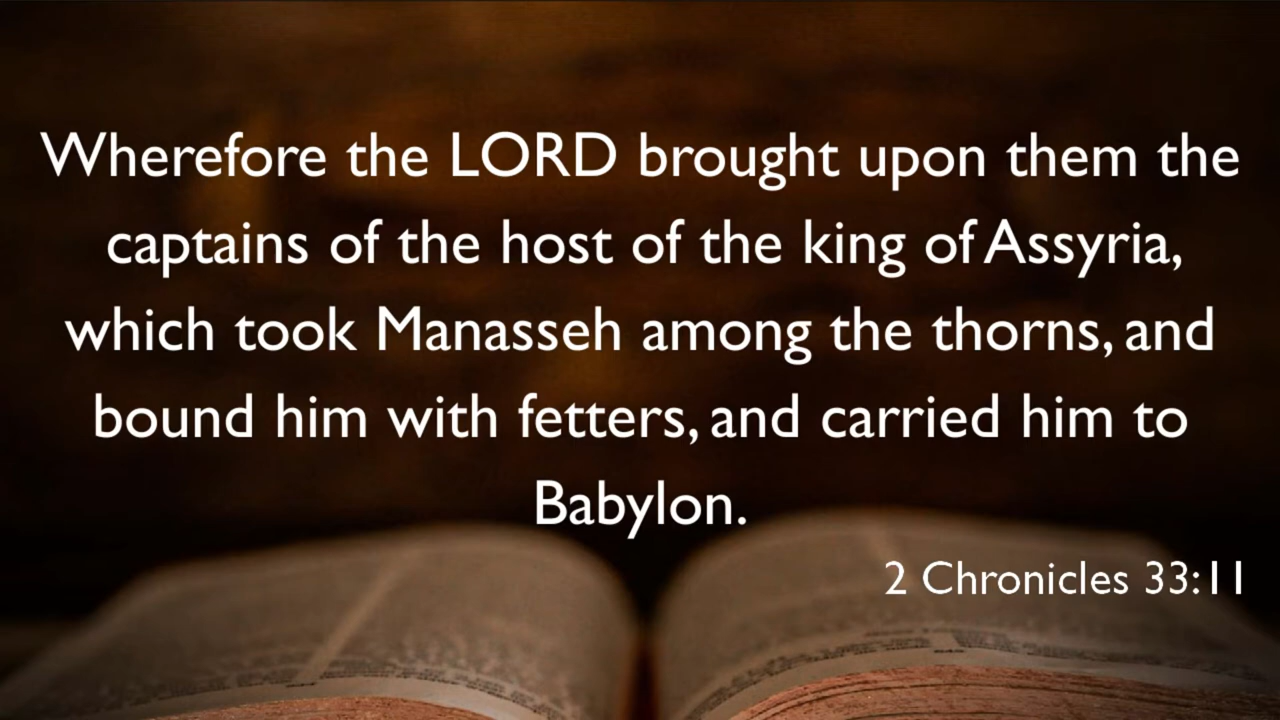 Wherefore the LORD brought upon them the
captains of the host of the king of Assyria,
which took Manasseh among the thorns, and
bound him with fetters, and carried him to
Babylon.
2 Chronicles 33:11